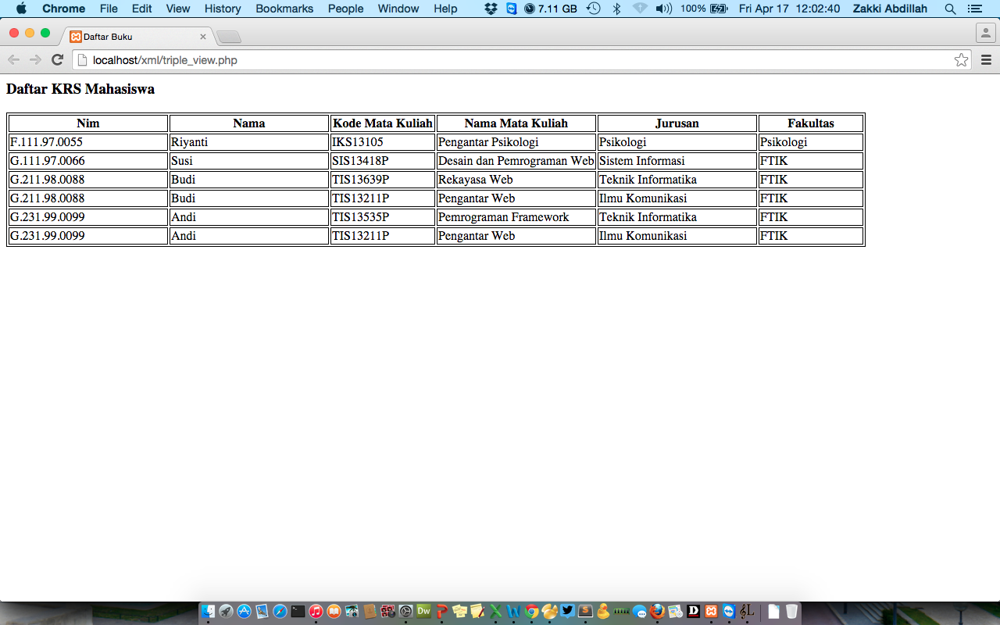 Chrome File Edit View History Bookmarks People Window Help 7.11 GB 100% Fri Apr 17 12:02:40 Zakki Abdillah
Daftar Buku
localhost/xml/triple_view.php
Daftar KRS Mahasiswa
Nim Nama Kode Mata Kuliah Nama Mata Kuliah Jurusan Fakultas
F.111.97.0055 Riyanti IKS13105 Pengantar Psikologi Psikologi Psikologi
G.111.97.0066 Susi SIS13418P Desain dan Pemrograman Web Sistem Informasi FTIK
G.211.98.0088 Budi TIS13639P Rekayasa Web Teknik Informatika FTIK
G.211.98.0088 Budi TIS13211P Pengantar Web Ilmu Komunikasi FTIK
G.231.99.0099 Andi TIS13535P Pemrograman Framework Teknik Informatika FTIK
G.231.99.0099 Andi TIS13211P Pengantar Web Ilmu Komunikasi FTIK
Dw